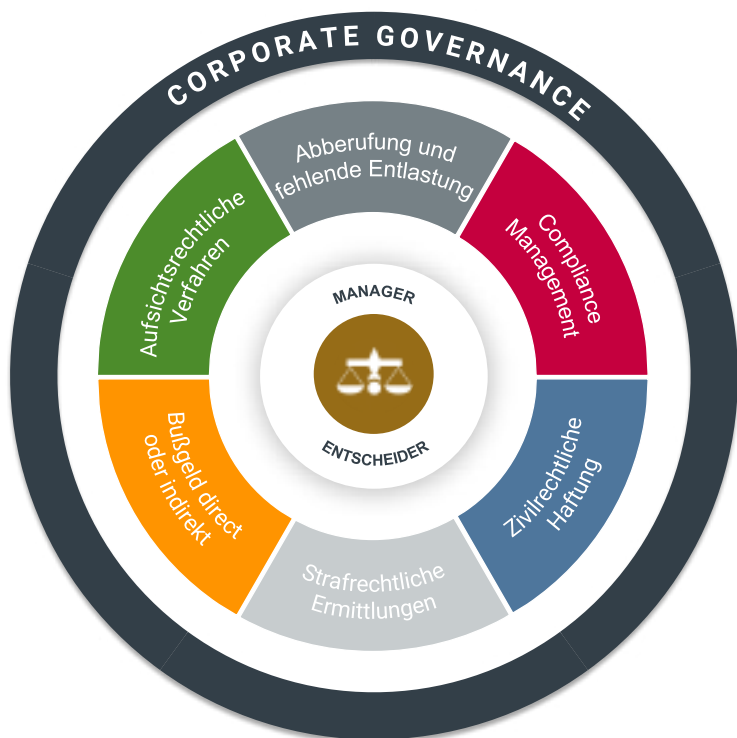 CORPORATE GOVERNANCE
Abberufung und
fehlende Entlastung
Compliance
Management
Zivilrechtliche
Haftung
Strafrechtliche
Ermittlungen
Bußgeld direct
oder indirekt
Aufsichtsrechtliche
Verfahren
MANAGER
ENTSCHEIDER